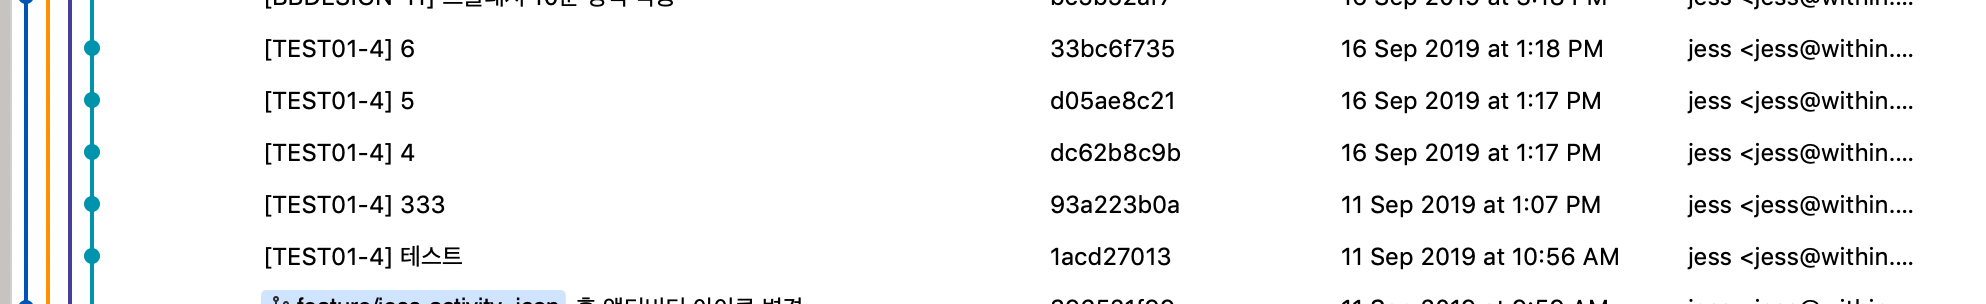 [TEST01-4] 6 33bc6f735 16 Sep 2019 at 1:18 PM jess <jess@within....
[TEST01-4] 5 d05ae8c21 16 Sep 2019 at 1:17 PM jess <jess@within....
[TEST01-4] 4 dc62b8c9b 16 Sep 2019 at 1:17 PM jess <jess@within....
[TEST01-4] 333 93a223b0a 11 Sep 2019 at 1:07 PM jess <jess@within....
[TEST01-4] 테스트 1acd27013 11 Sep 2019 at 10:56 AM jess <jess@within....